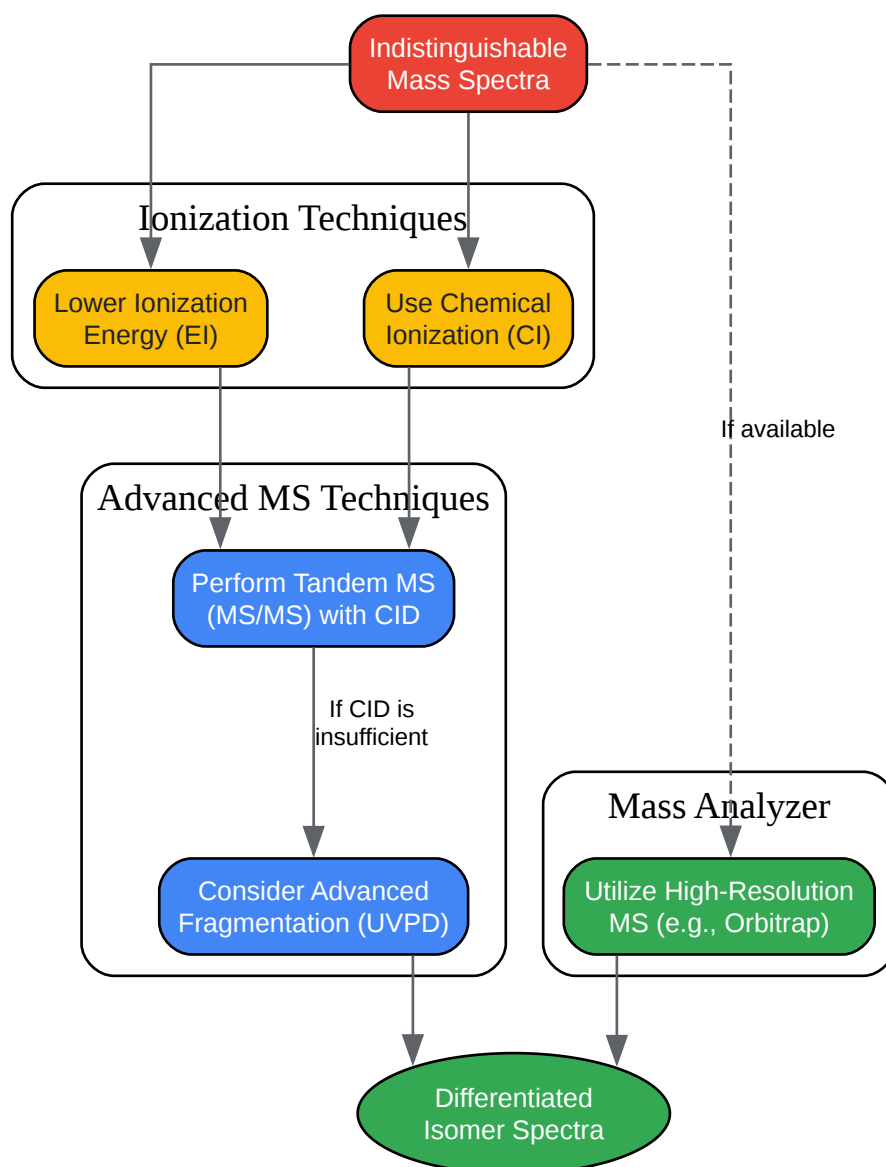 Indistinguishable
Mass Spectra
Ionization Techniques
Lower Ionization
Energy (EI)
Use Chemical
Ionization (CI)
If available
Advanced MS Techniques
Perform Tandem MS
(MS/MS) with CID
If CID is
insufficient
Mass Analyzer
Consider Advanced
Fragmentation (UVPD)
Utilize High-Resolution
MS (e.g., Orbitrap)
Differentiated
Isomer Spectra